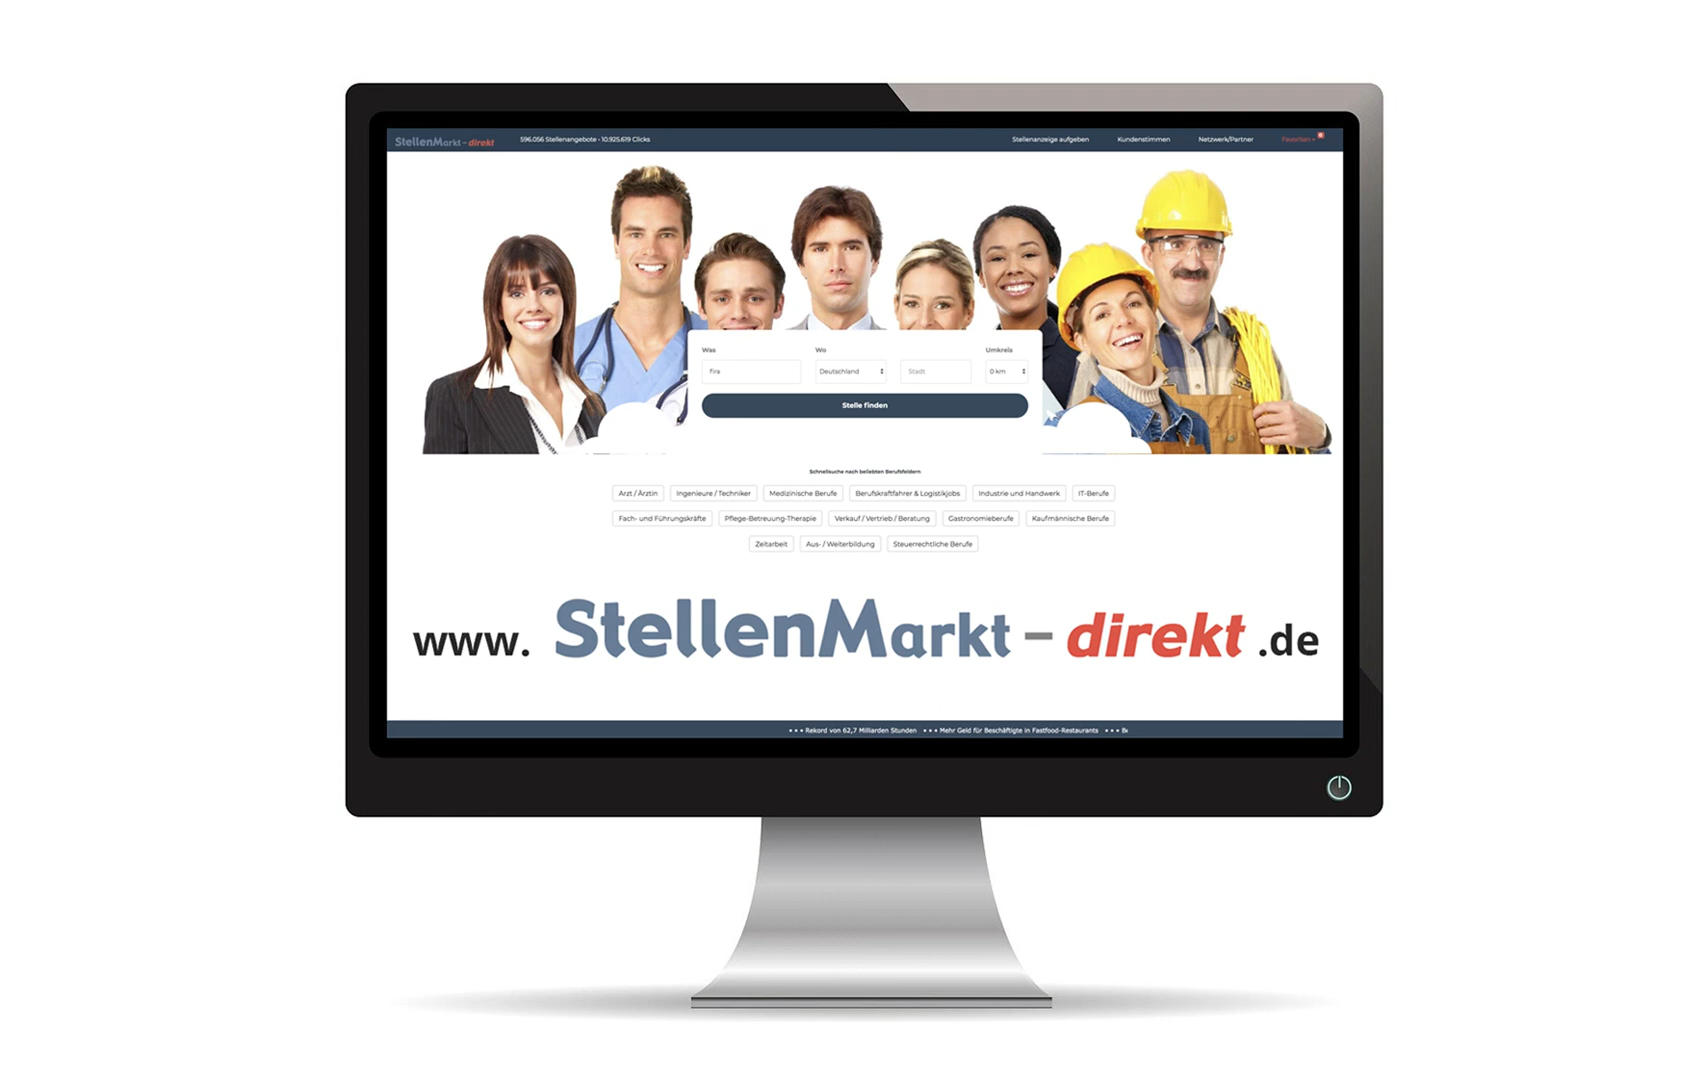 StellenMarkt-direkt 596.056 Stellenangebote • 10.925.619 Clicks Stellenanzeige aufgeben Kundenstimmen Netzwerk/Partner Favoriten 0
Was Wo Umkreis
fira Deutschland Stadt 0 km
Stelle finden
Schnellsuche nach beliebten Berufsfeldern
Arzt / Ärztin Ingenieure / Techniker Medizinische Berufe Berufskraftfahrer & Logistikjobs Industrie und Handwerk IT-Berufe
Fach- und Führungskräfte Pflege-Betreuung-Therapie Verkauf / Vertrieb / Beratung Gastronomieberufe Kaufmännische Berufe
Zeitarbeit Aus- / Weiterbildung Steuerrechtliche Berufe
www. StellenMarkt-direkt .de
• • • Rekord von 62,7 Milliarden Stunden • • • Mehr Geld für Beschäftigte in Fastfood-Restaurants • • • Be